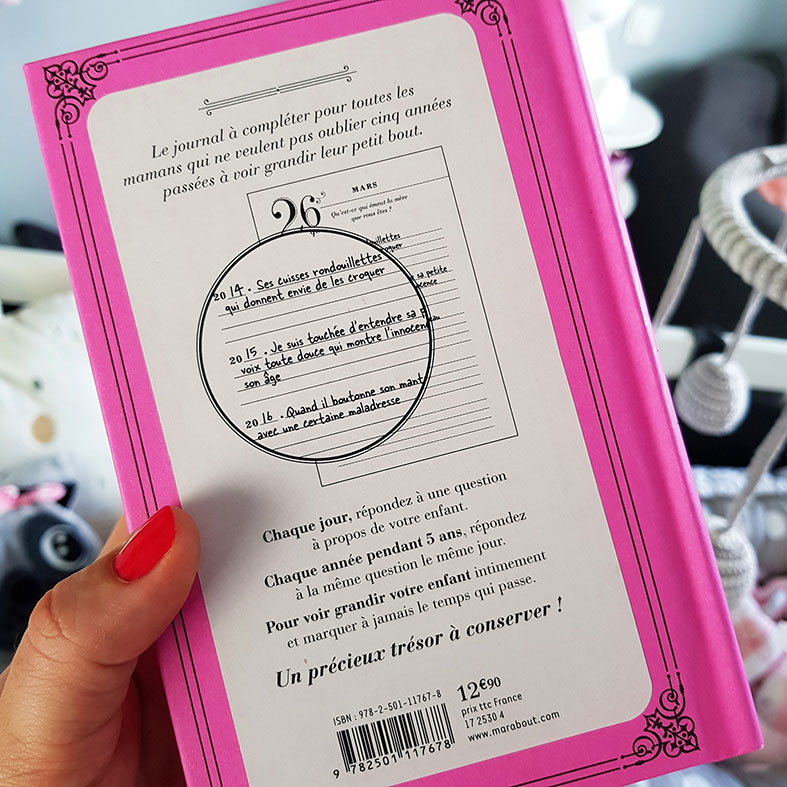 Le journal à compléter pour toutes les
mamans qui ne veulent pas oublier cinq années
passées à voir grandir leur petit bout.
MARS
26
Qu'est-ce qui émeut la mère
que vous êtes ?
2014. Ses cuisses rondouillettes
qui donnent envie de les croquer
2015. Je suis touchée d'entendre sa
voix toute douce qui montre l'innocen
son âge
2016. Quand il boutonne son mant
avec une certaine maladresse
Chaque jour, répondez à une question
à propos de votre enfant.
Chaque année pendant 5 ans, répondez
à la même question le même jour.
Pour voir grandir votre enfant intimement
et marquer à jamais le temps qui passe.
Un précieux trésor à conserver !
ISBN : 978-2-501-11767-8
9 782501 117678
12€90
prix ttc France
17 2530 4
www.marabout.com